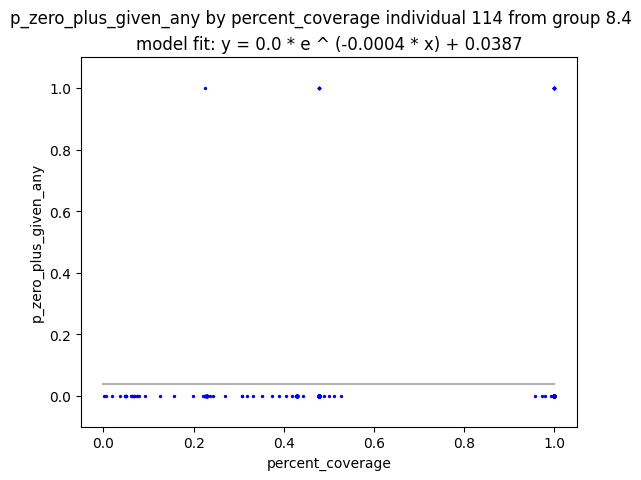 p_zero_plus_given_any by percent_coverage individual 114 from group 8.4
model fit: y = 0.0 * e ^ (-0.0004 * x) + 0.0387
p_zero_plus_given_any
1.0
0.8
0.6
0.4
0.2
0.0
0.0 0.2 0.4 0.6 0.8 1.0
percent_coverage